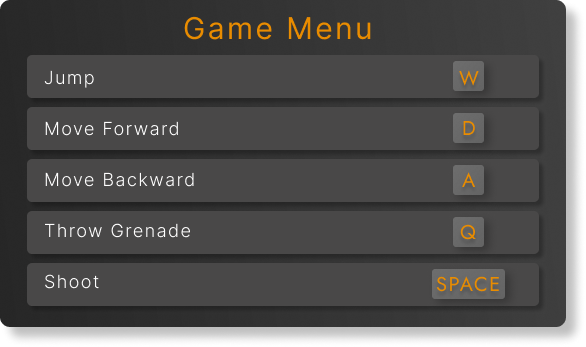 Game Menu
Jump W
Move Forward D
Move Backward A
Throw Grenade Q
Shoot SPACE